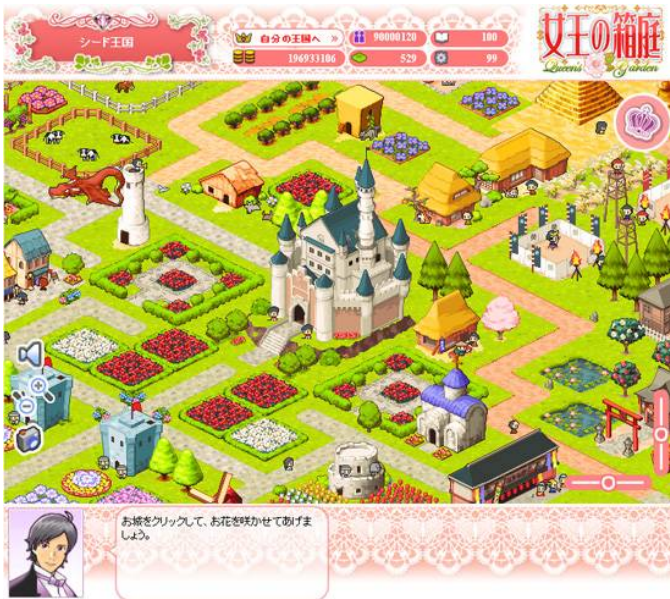 シード王国
自分の王国へ »
90000120
100
196933186
529
99
女王の箱庭
Queen's Garden
お城をクリックして、お花を咲かせてあげま
しょう。